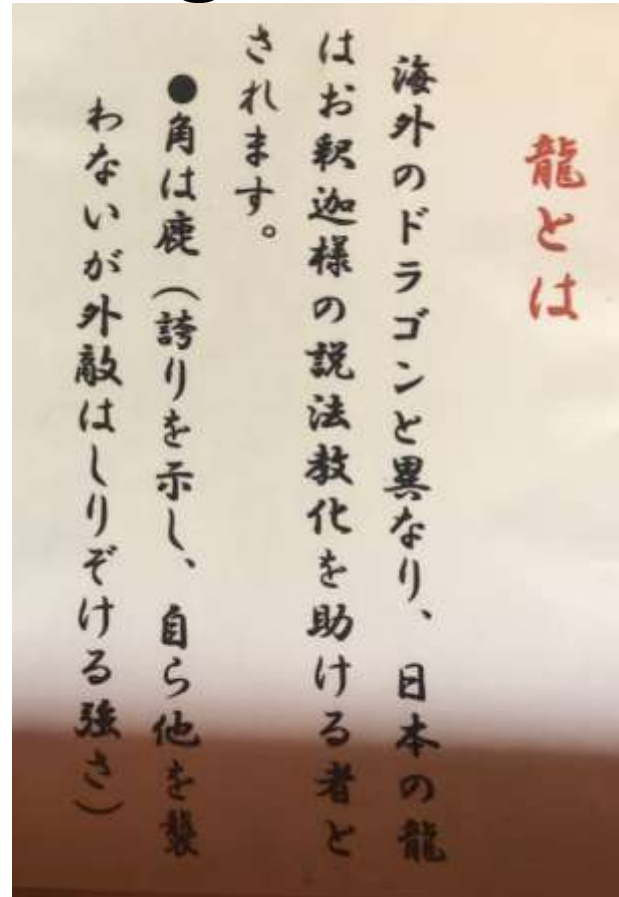 龍とは
海外のドラゴンと異なり、日本の龍
はお釈迦様の説法教化を助ける者と
されます。
●角は鹿（誇りを示し、自ら他を襲
わないが外敵はしりぞける強さ）